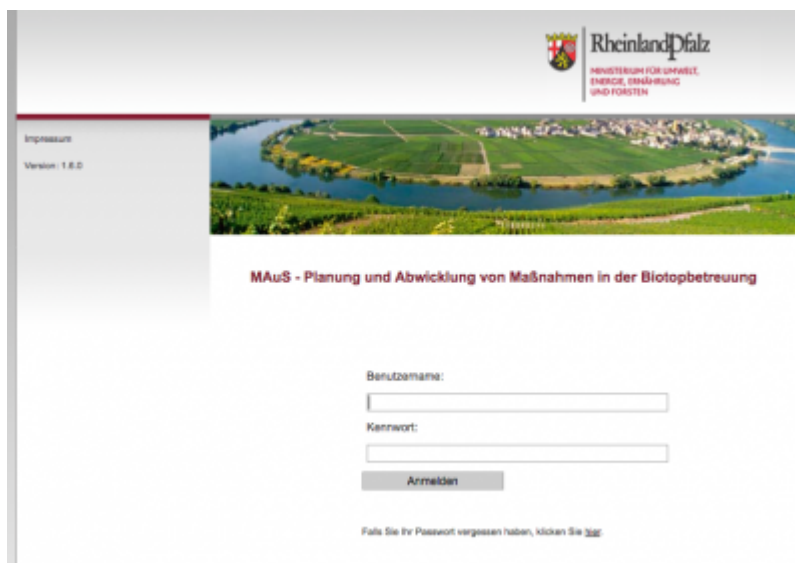 RheinlandPfalz
MINISTERIUM FÜR UMWELT,
ENERGIE, ERNÄHRUNG
UND FORSTEN
Impressum
Version: 1.6.0
MAuS - Planung und Abwicklung von Maßnahmen in der Biotopbetreuung
Benutzername:
Kennwort:
Anmelden
Falls Sie Ihr Passwort vergessen haben, klicken Sie hier.